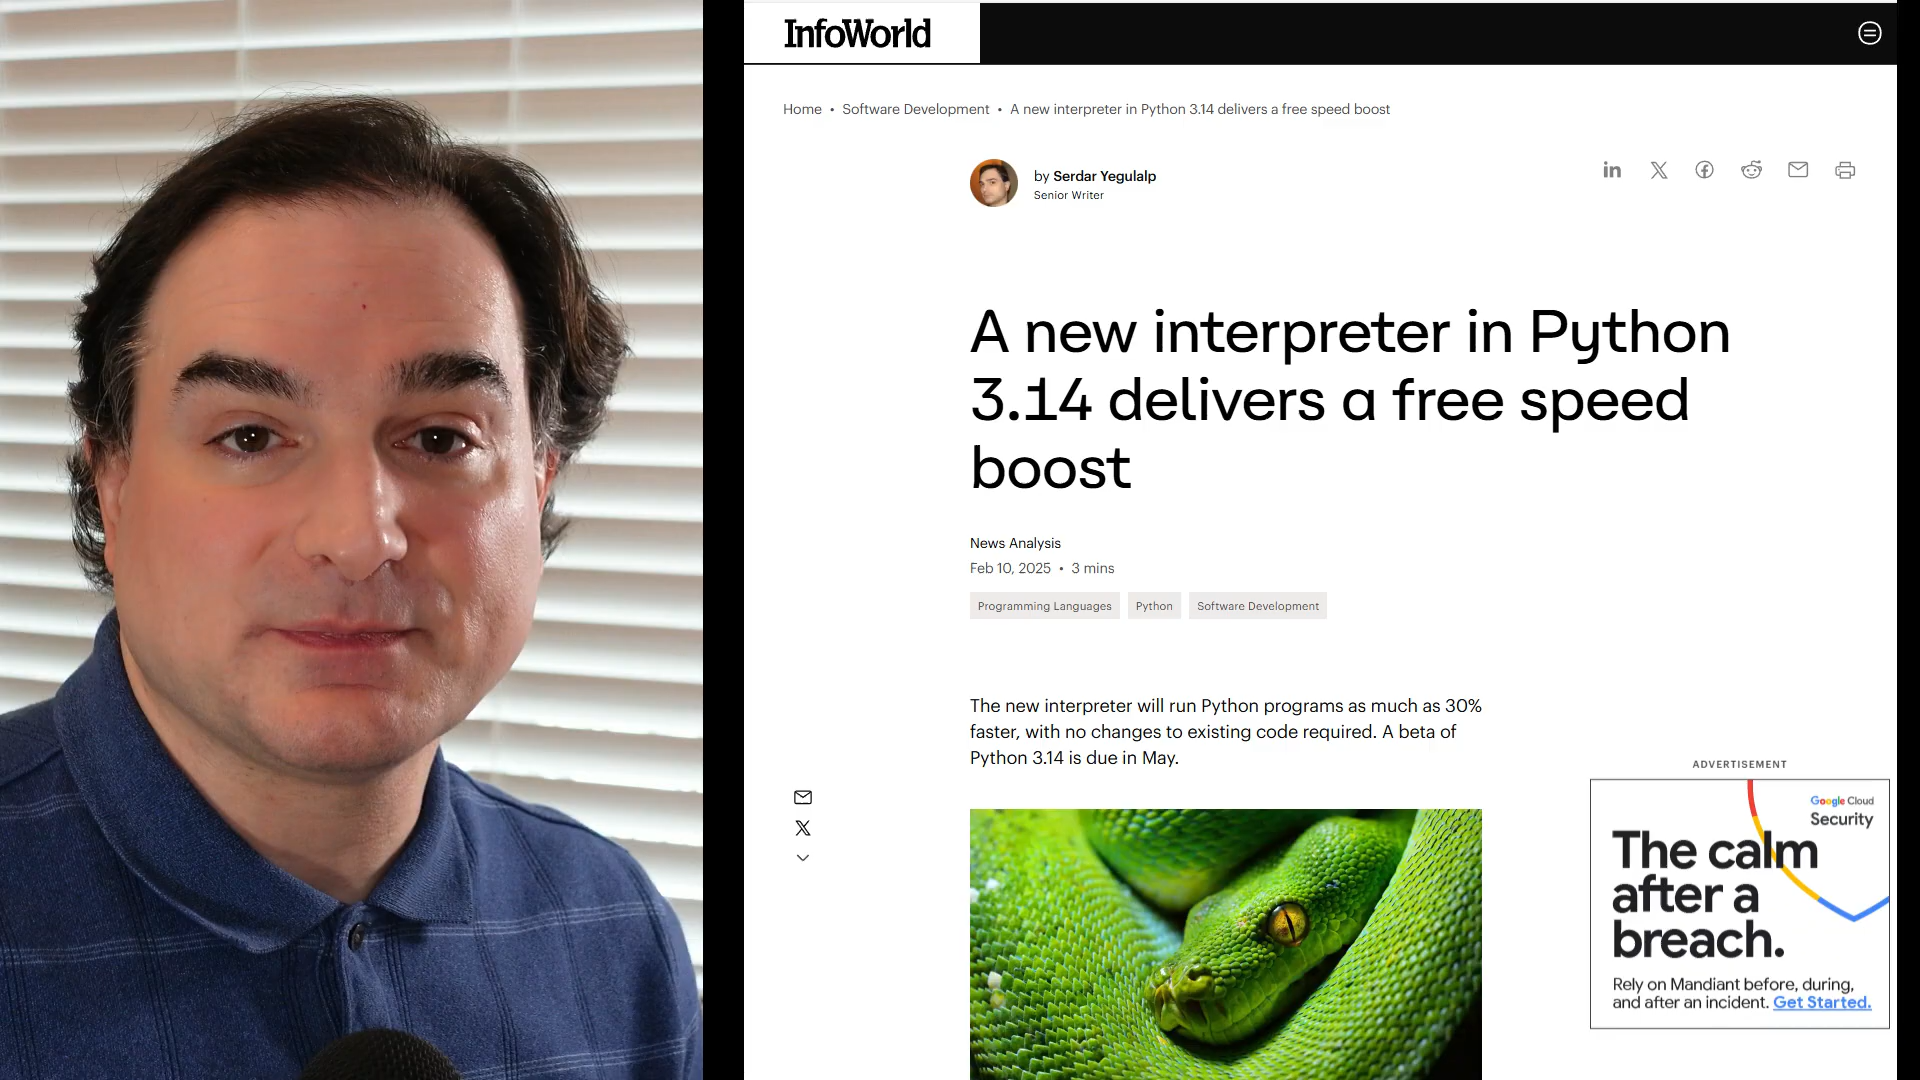 InfoWorld
Home • Software Development • A new interpreter in Python 3.14 delivers a free speed boost
by Serdar Yegulalp
Senior Writer
A new interpreter in Python
3.14 delivers a free speed
boost
News Analysis
Feb 10, 2025 • 3 mins
Programming Languages
Python
Software Development
The new interpreter will run Python programs as much as 30%
faster, with no changes to existing code required. A beta of
Python 3.14 is due in May.
ADVERTISEMENT
Google Cloud
Security
The calm
after a
breach.
Rely on Mandiant before, during,
and after an incident. Get Started.